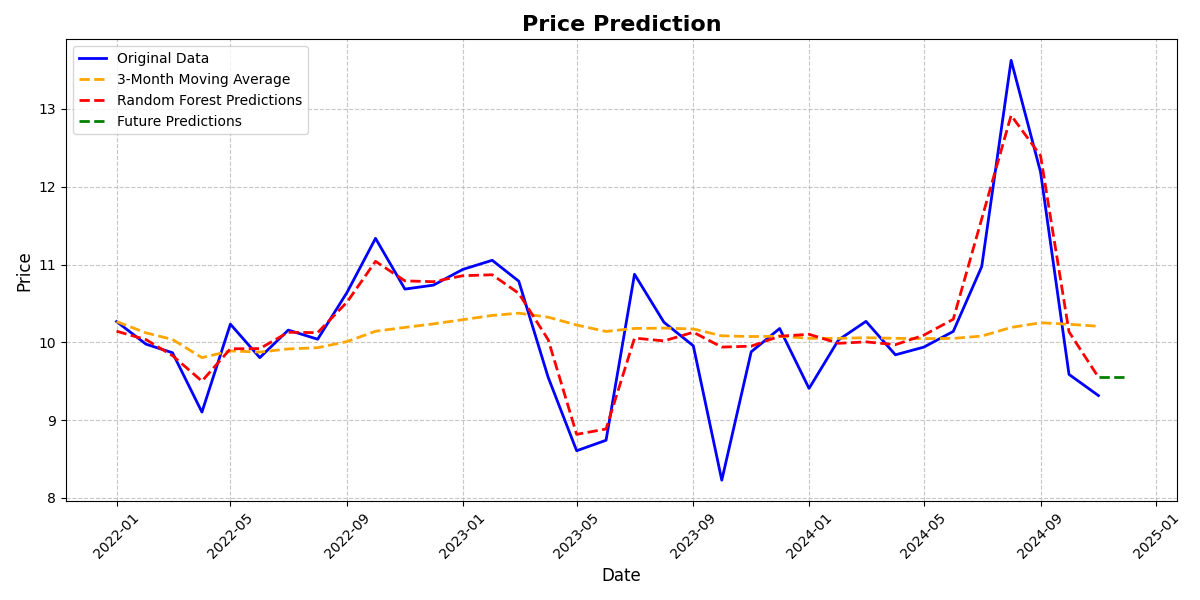 Price Prediction
Original Data
3-Month Moving Average
Random Forest Predictions
Future Predictions
Price
13
12
11
10
9
8
2022-01
2022-05
2022-09
2023-01
2023-05
2023-09
2024-01
2024-05
2024-09
2025-01
Date